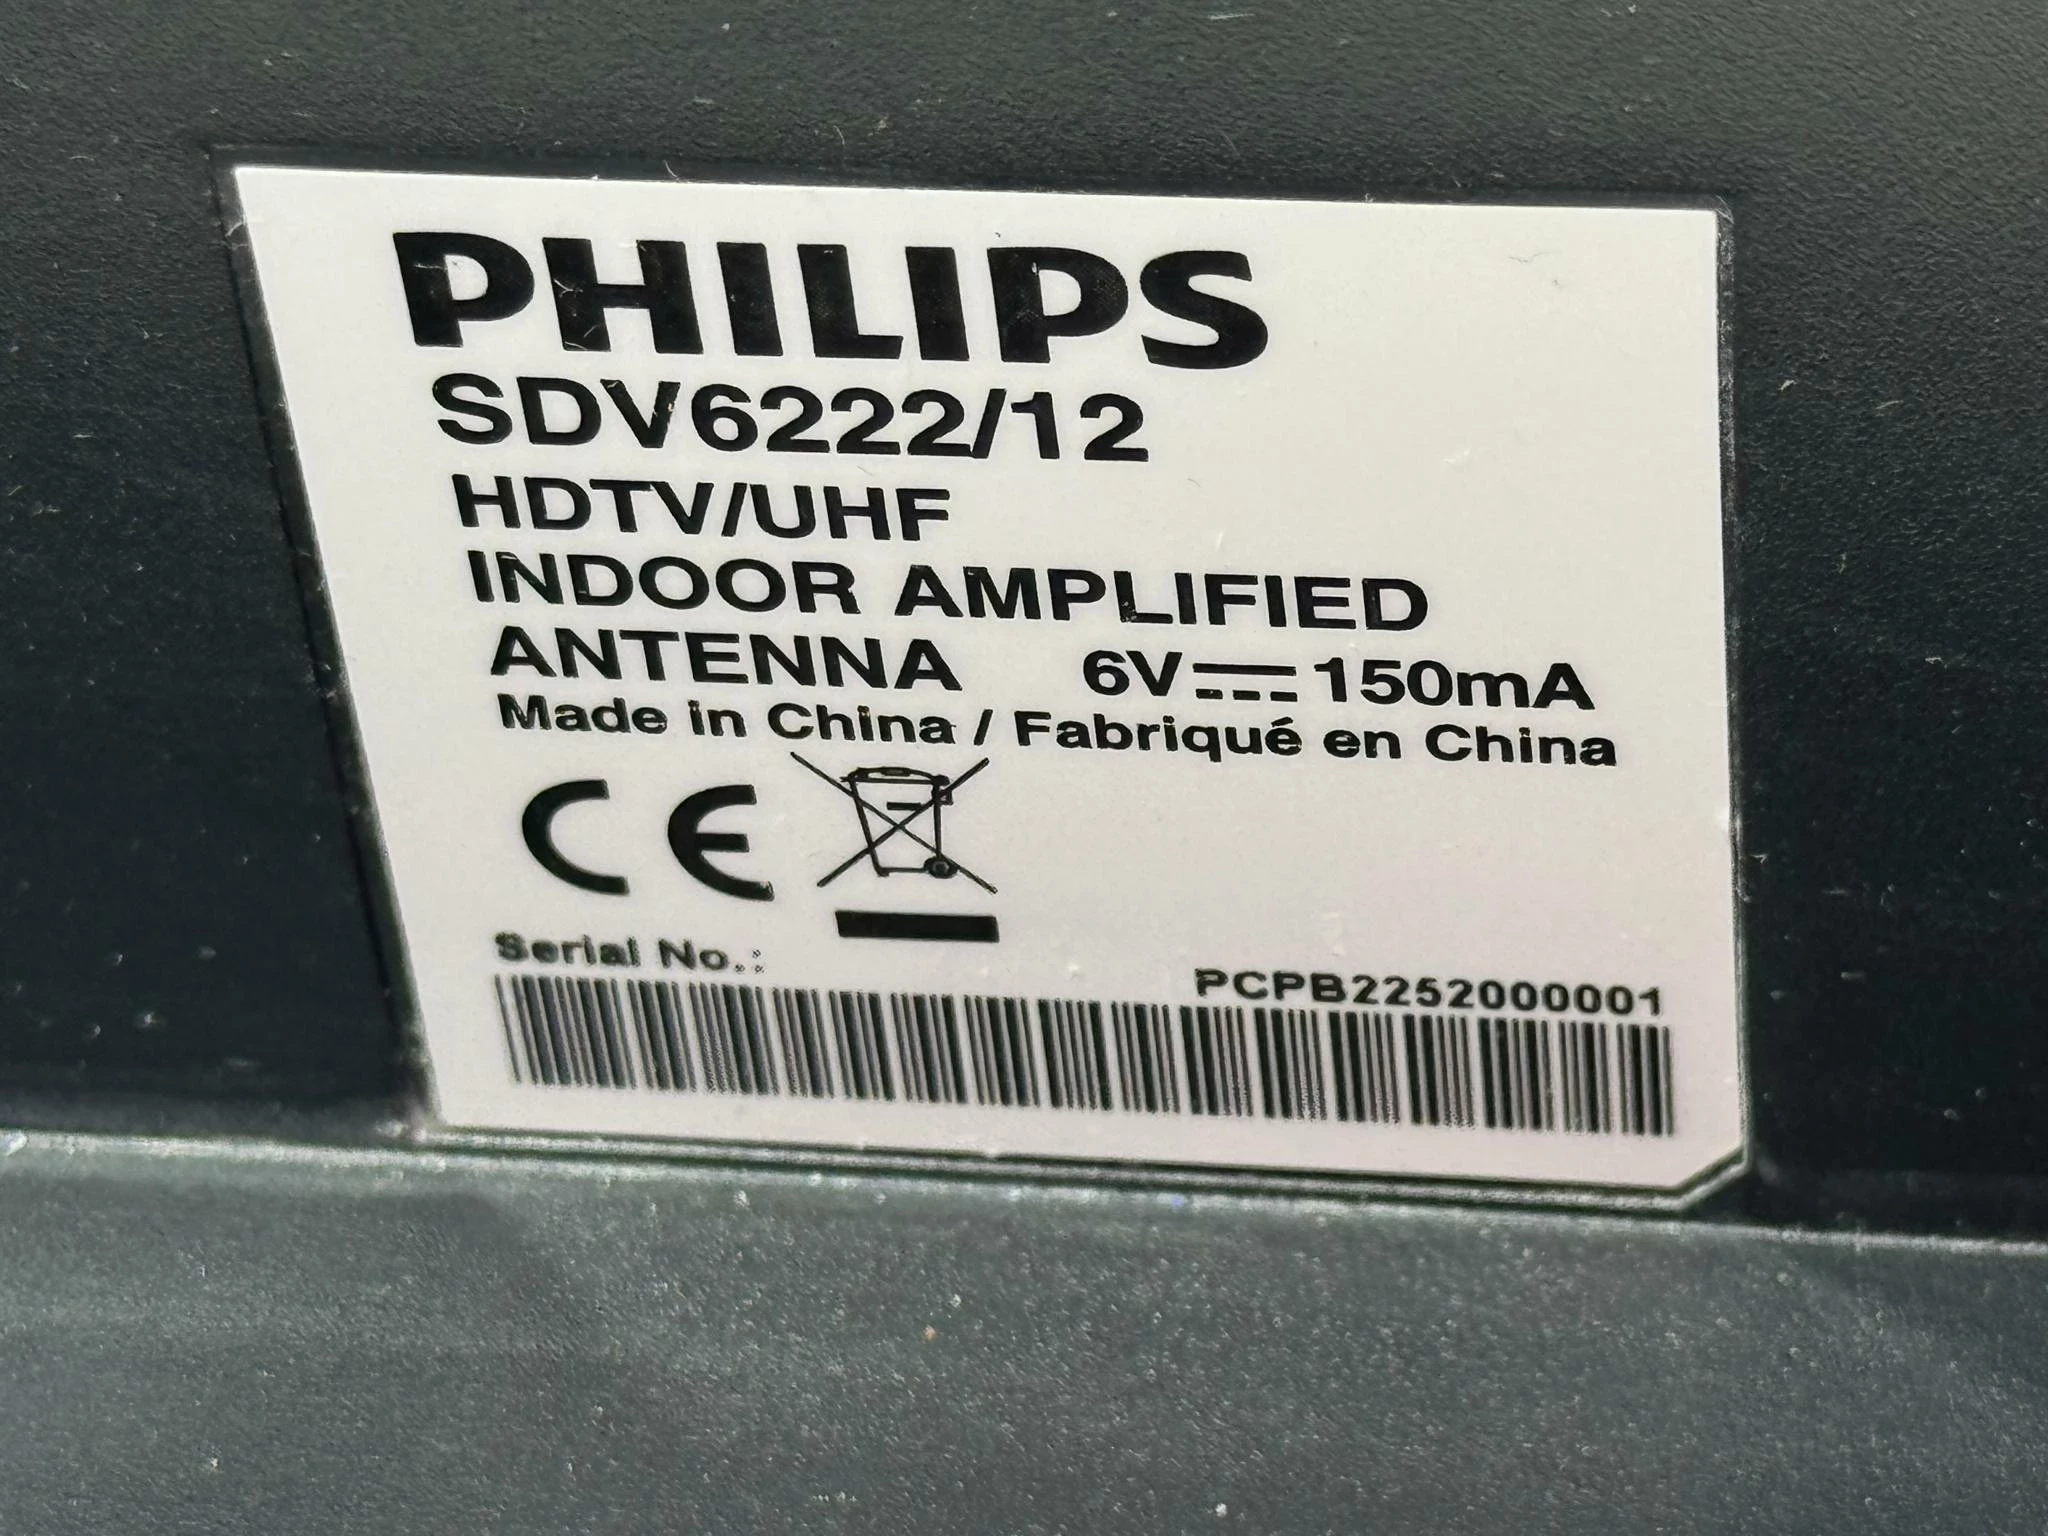 PHILIPS
SDV6222/12
HDTV/UHF
INDOOR AMPLIFIED
ANTENNA 6V⎓150mA
Made in China / Fabriqué en China
CE
Serial No.:
PCPB2252000001